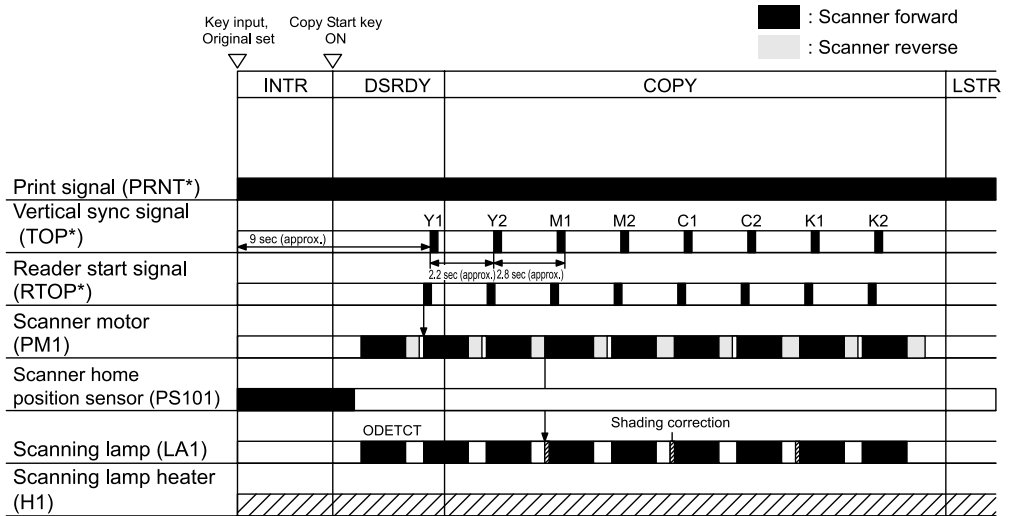 Key input,
Original set
Copy Start key
ON
: Scanner forward
: Scanner reverse
INTR
DSRDY
COPY
LSTR
Print signal (PRNT*)
Vertical sync signal
(TOP*)
9 sec (approx.)
Y1
Y2
M1
M2
C1
C2
K1
K2
2.2 sec (approx.)
2.8 sec (approx.)
Reader start signal
(RTOP*)
Scanner motor
(PM1)
Scanner home
position sensor (PS101)
ODETCT
Shading correction
Scanning lamp (LA1)
Scanning lamp heater
(H1)